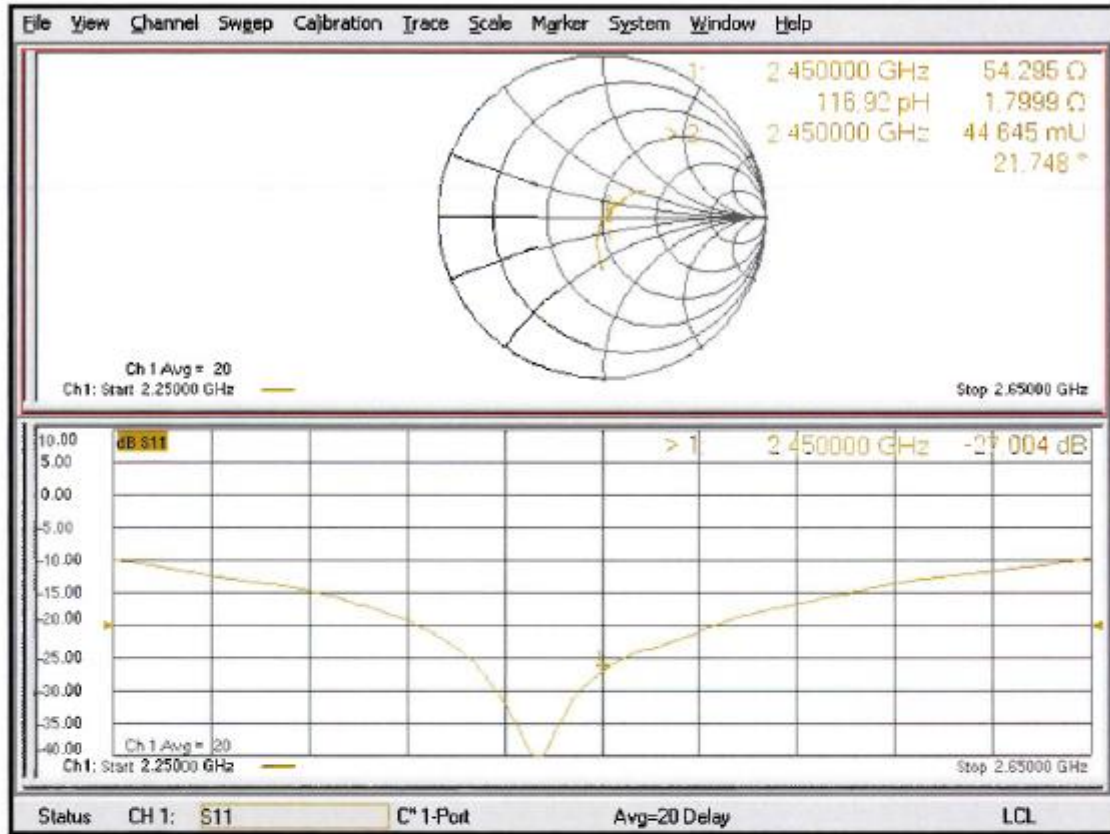 File View Channel Sweep Calibration Trace Scale Marker System Window Help
1: 2.450000 GHz 54.295 Ω
116.92 pH 1.7999 Ω
> 2: 2.450000 GHz 44.645 mU
21.748 °
Ch 1 Avg = 20
Ch1: Start 2.25000 GHz Stop 2.65000 GHz
10.00 dB S11 > 1: 2.450000 GHz -27.004 dB
5.00
0.00
-5.00
-10.00
-15.00
-20.00
-25.00
-30.00
-35.00
-40.00 Ch 1 Avg = 20
Ch1: Start 2.25000 GHz Stop 2.65000 GHz
Status CH 1: S11 C* 1-Port Avg=20 Delay LCL